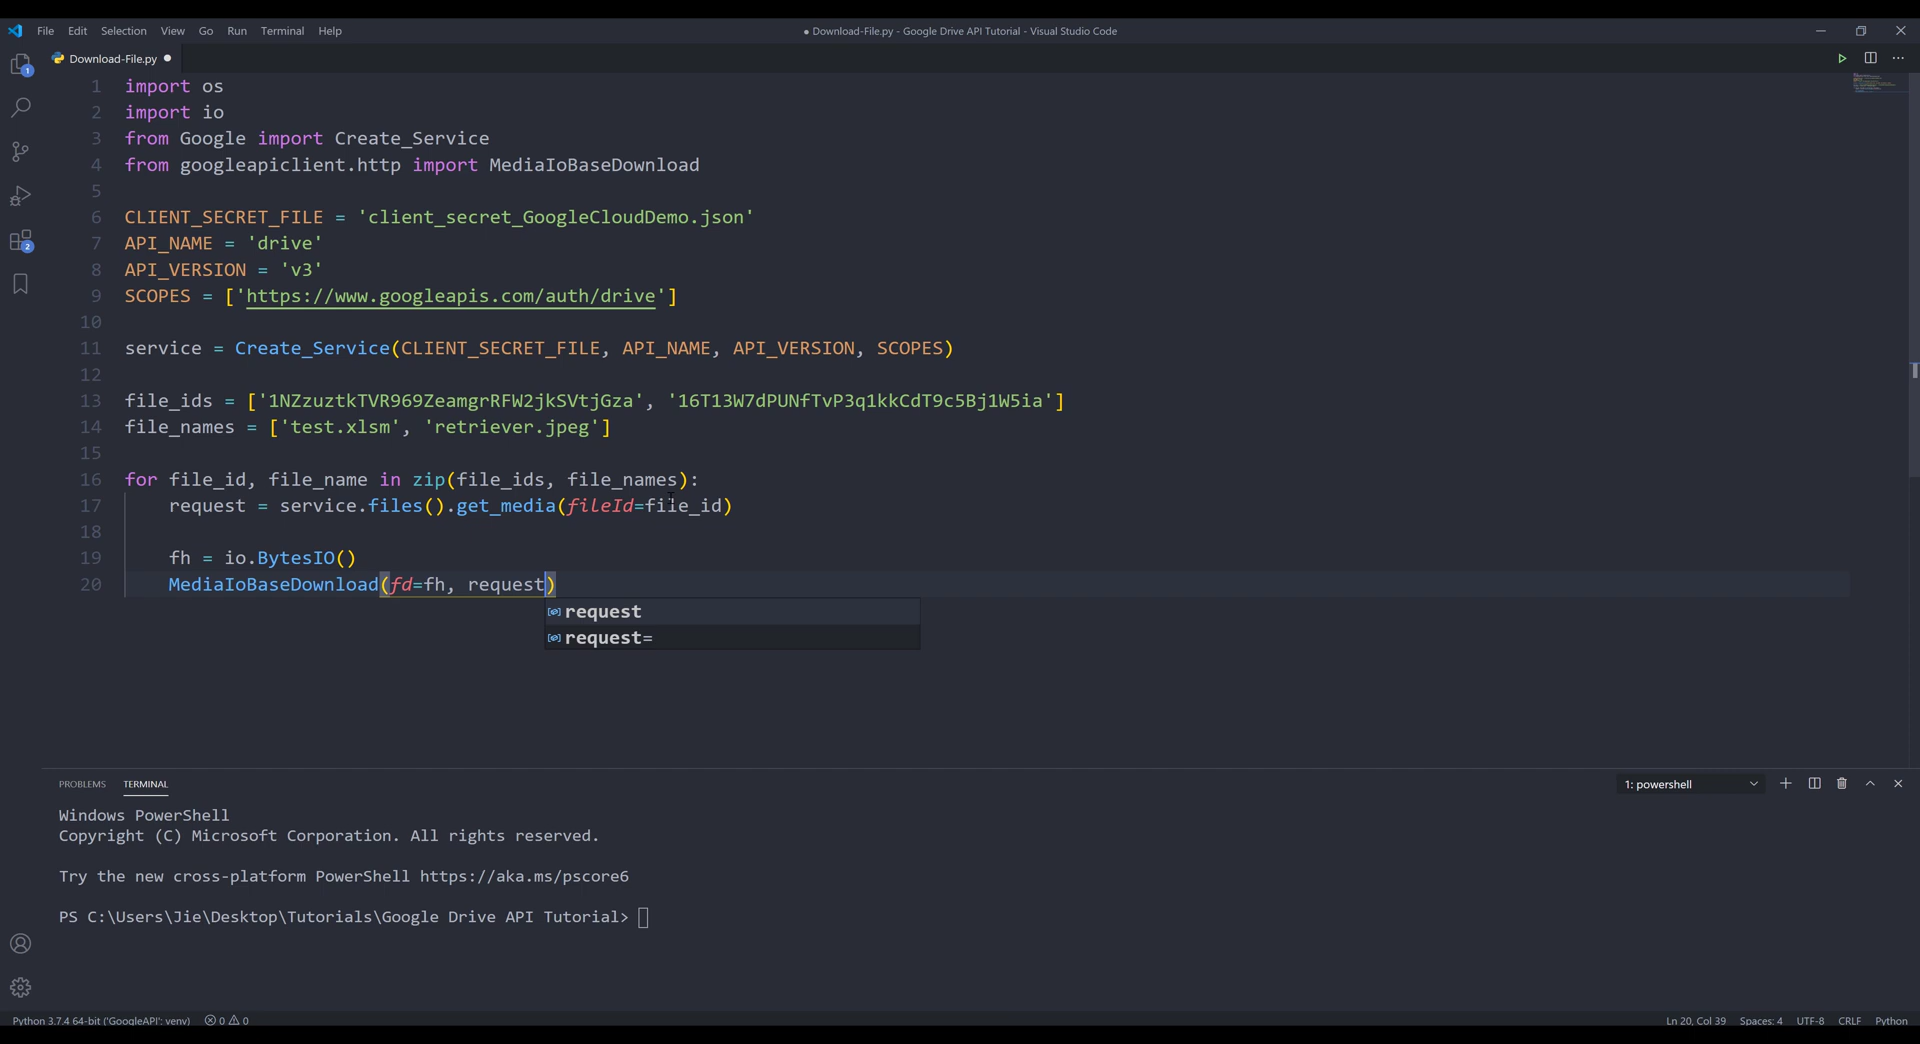 File Edit Selection View Go Run Terminal Help
● Download-File.py - Google Drive API Tutorial - Visual Studio Code
Download-File.py
1 import os
2 import io
3 from Google import Create_Service
4 from googleapiclient.http import MediaIoBaseDownload
5
6 CLIENT_SECRET_FILE = 'client_secret_GoogleCloudDemo.json'
7 API_NAME = 'drive'
8 API_VERSION = 'v3'
9 SCOPES = ['https://www.googleapis.com/auth/drive']
10
11 service = Create_Service(CLIENT_SECRET_FILE, API_NAME, API_VERSION, SCOPES)
12
13 file_ids = ['1NZzuztkTVR969ZeamgrRFW2jkSVtjGza', '16T13W7dPUNfTvP3q1kkCdT9c5Bj1W5ia']
14 file_names = ['test.xlsm', 'retriever.jpeg']
15
16 for file_id, file_name in zip(file_ids, file_names):
17 request = service.files().get_media(fileId=file_id)
18
19 fh = io.BytesIO()
20 MediaIoBaseDownload(fd=fh, request)
request
request=
1
2
PROBLEMS TERMINAL
1: powershell
Windows PowerShell
Copyright (C) Microsoft Corporation. All rights reserved.
Try the new cross-platform PowerShell https://aka.ms/pscore6
PS C:\Users\Jie\Desktop\Tutorials\Google Drive API Tutorial>
Python 3.7.4 64-bit ('GoogleAPI': venv) 0 0
Ln 20, Col 39 Spaces: 4 UTF-8 CRLF Python